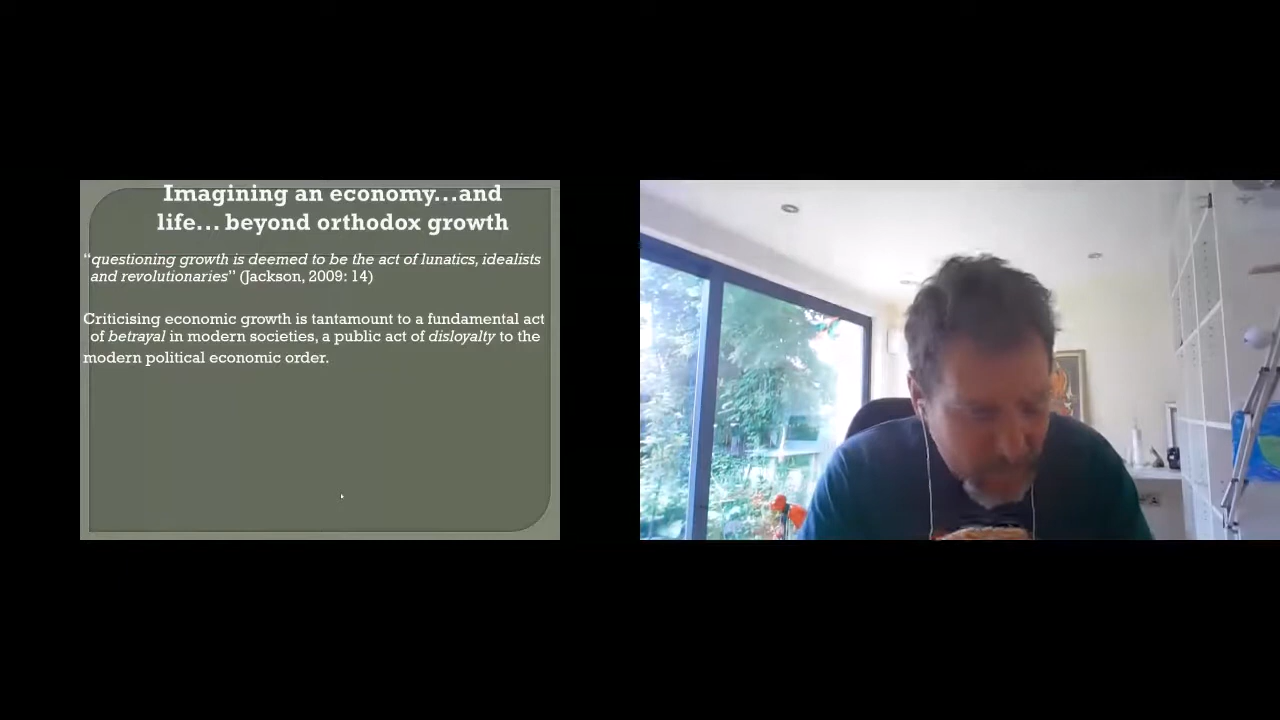 Imagining an economy...and
life... beyond orthodox growth
“questioning growth is deemed to be the act of lunatics, idealists
and revolutionaries” (Jackson, 2009: 14)
Criticising economic growth is tantamount to a fundamental act
of betrayal in modern societies, a public act of disloyalty to the
modern political economic order.